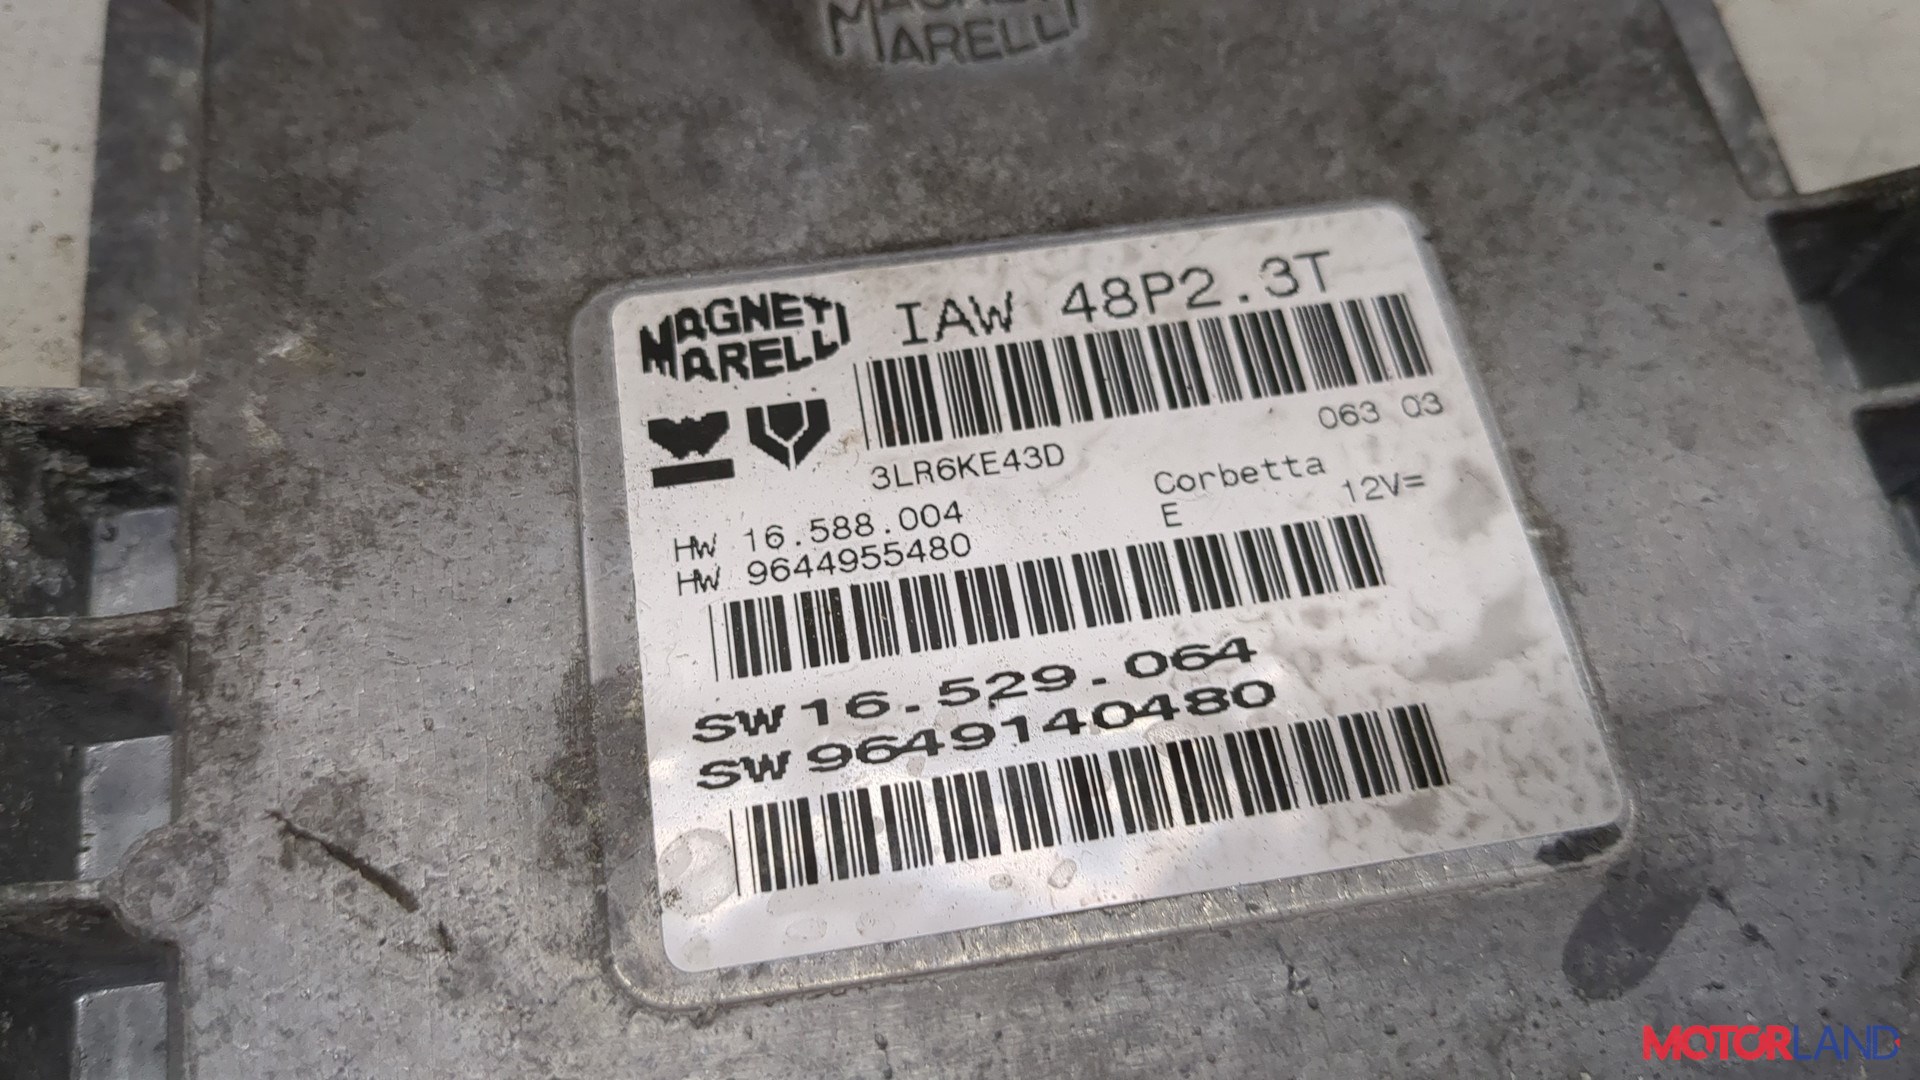 MAGNETI
MARELLI
MAGNETI
MARELLI
IAW 48P2.3T
063 03
3LR6KE43D
Corbetta
E
12V=
HW 16.588.004
HW 9644955480
SW 16.529.064
SW 9649140480
MOTORLAND